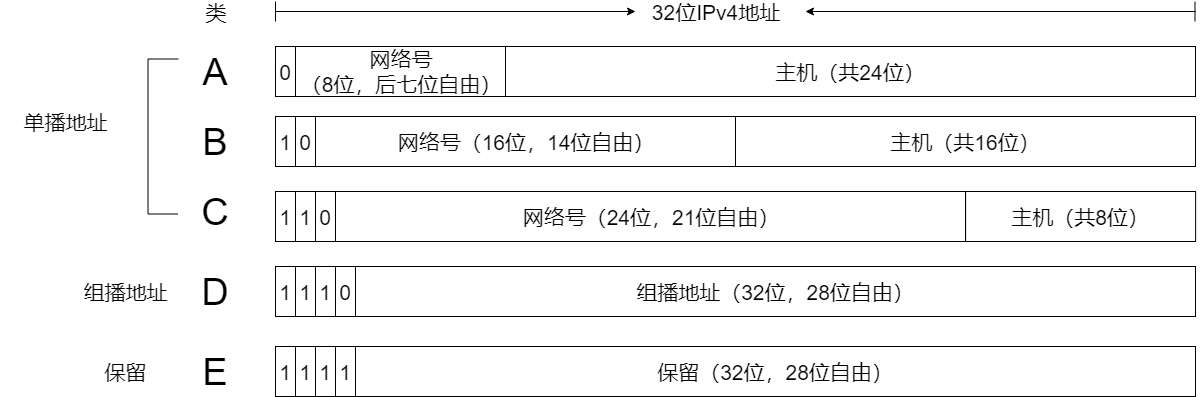 类
32位IPv4地址
单播地址
A
0
网络号
（8位，后七位自由）
主机（共24位）
B
1 0
网络号（16位，14位自由）
主机（共16位）
C
1 1 0
网络号（24位，21位自由）
主机（共8位）
组播地址
D
1 1 1 0
组播地址（32位，28位自由）
保留
E
1 1 1 1
保留（32位，28位自由）